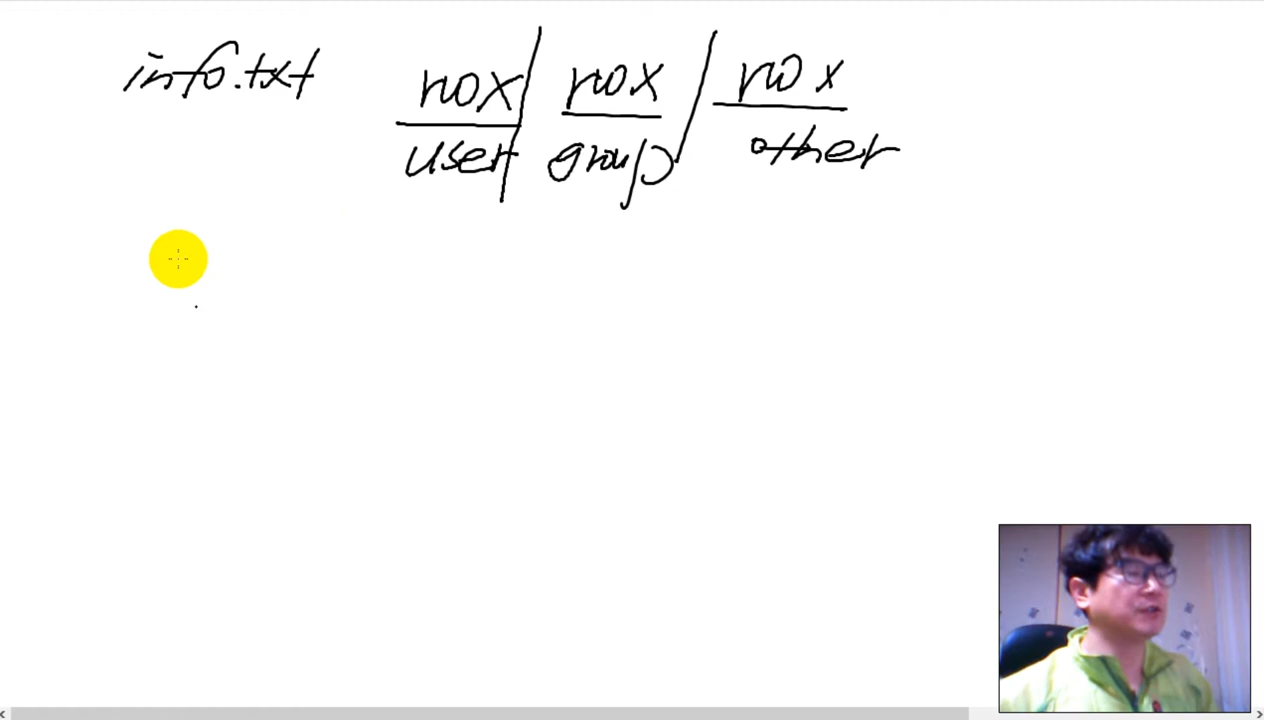 info.txt rwx / rwx / rwx
user group other